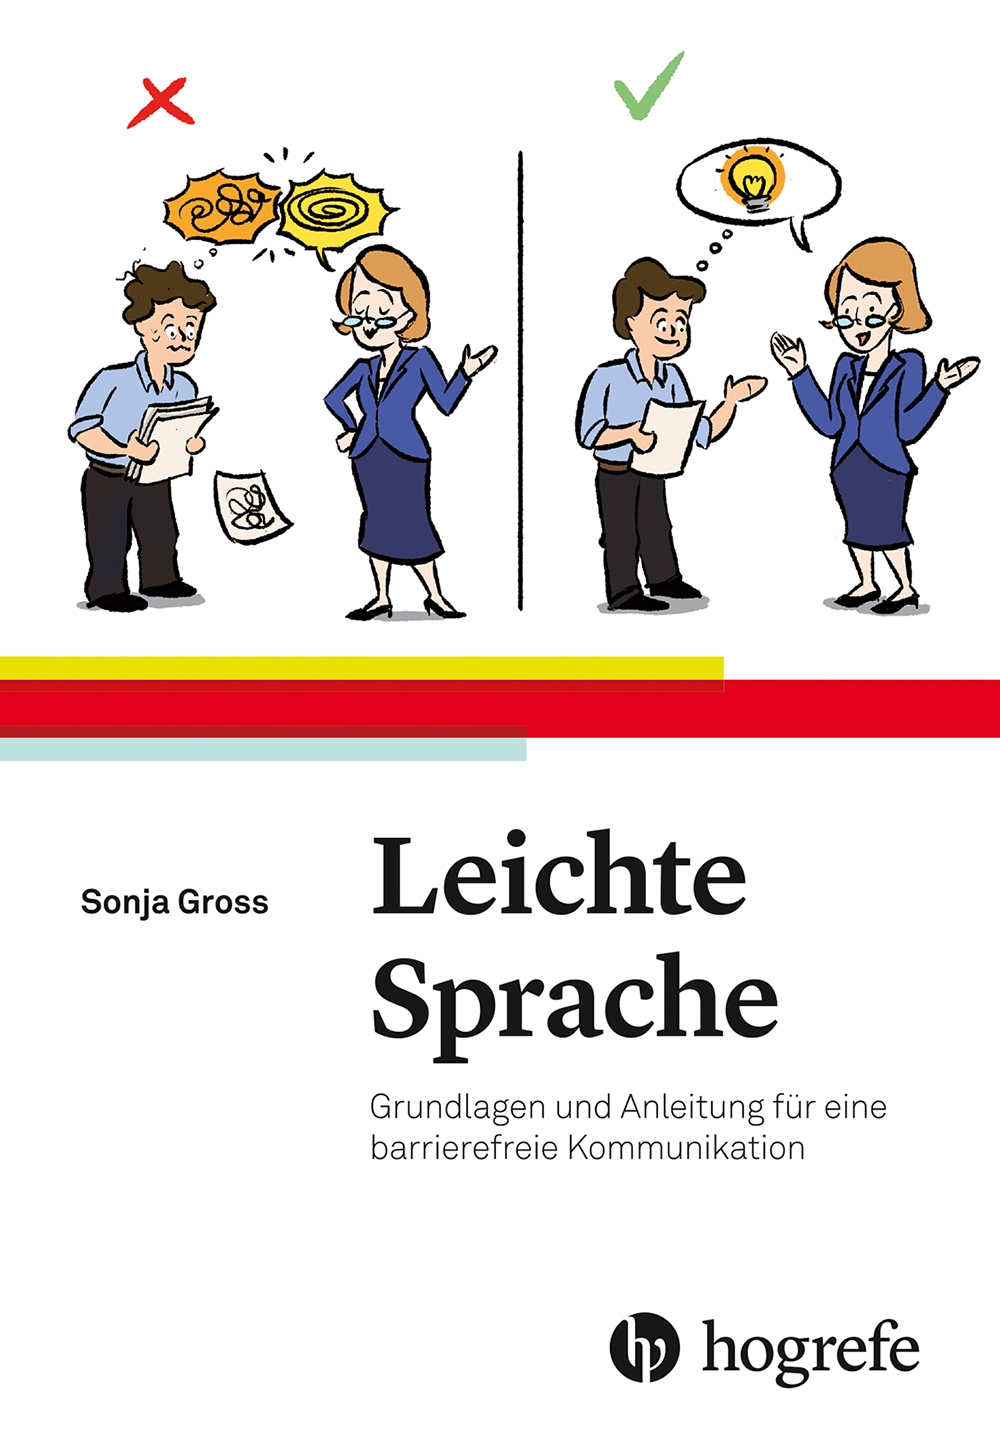 Sonja Gross
Leichte
Sprache
Grundlagen und Anleitung für eine
barrierefreie Kommunikation
hogrefe